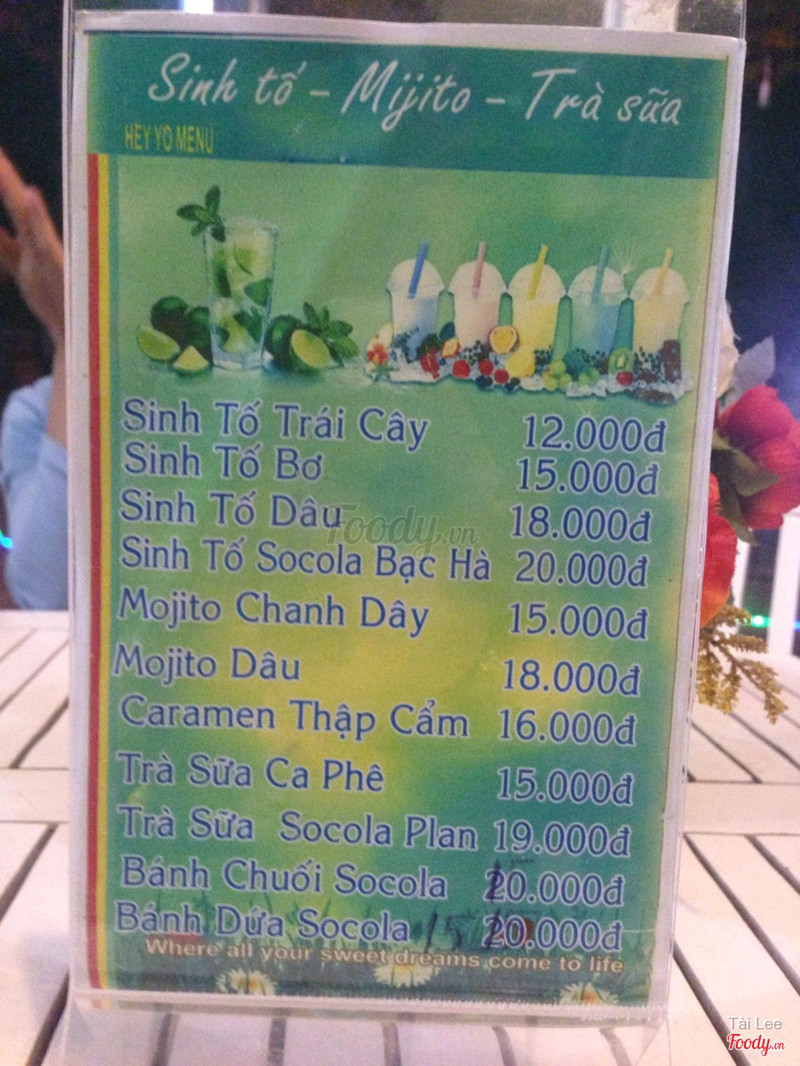 Sinh tố - Mijito - Trà sữa
HEY YO MENU
Sinh Tố Trái Cây 12.000đ
Sinh Tố Bơ 15.000đ
Sinh Tố Dâu 18.000đ
Foody.vn
Sinh Tố Socola Bạc Hà 20.000đ
Mojito Chanh Dây 15.000đ
Mojito Dâu 18.000đ
Caramen Thập Cẩm 16.000đ
Trà Sữa Ca Phê 15.000đ
Trà Sữa Socola Plan 19.000đ
Bánh Chuối Socola 20.000đ
Bánh Dứa Socola 15 20.000đ
Where all your sweet dreams come to life
Tài Lee
Foody.vn